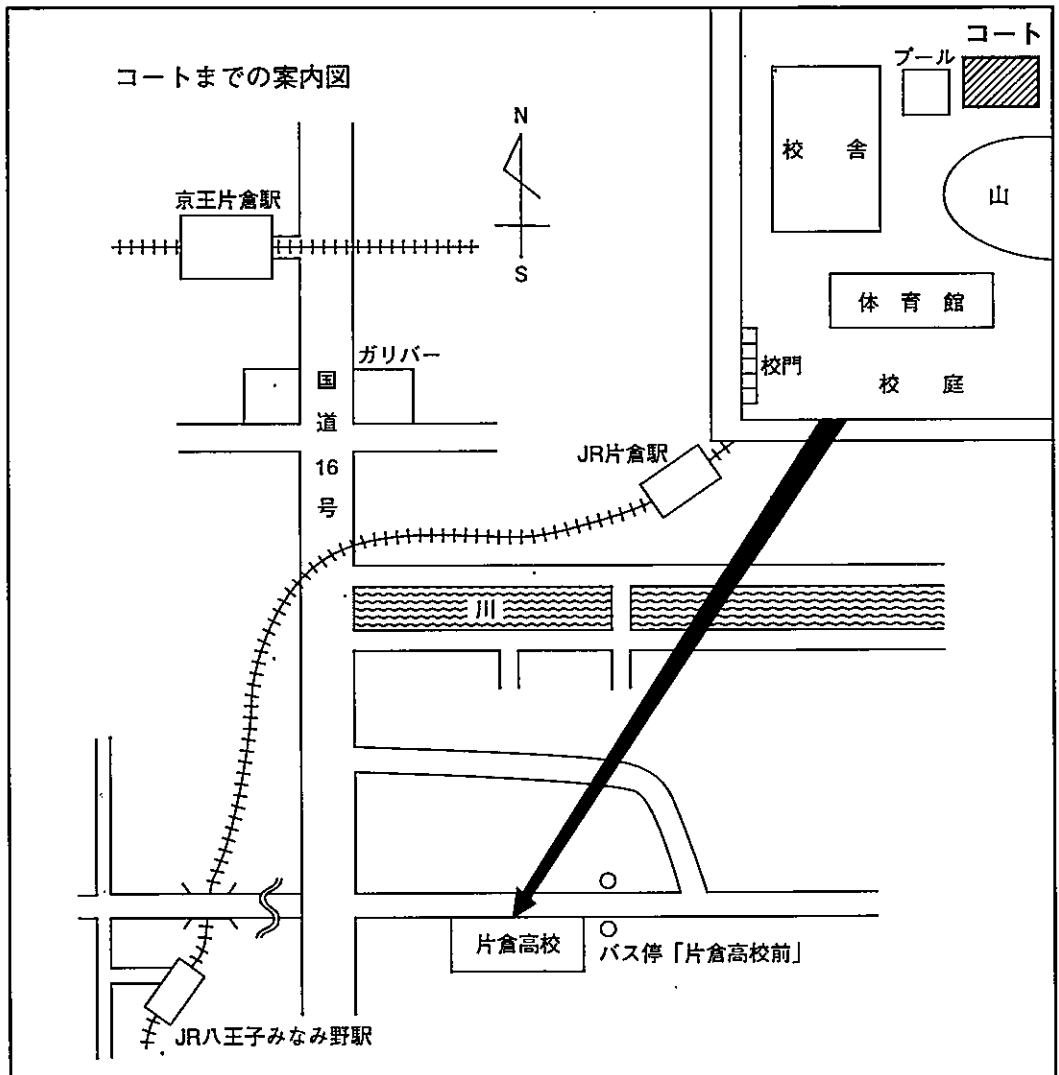 コートまでの案内図
N
S
京王片倉駅
ガリバー
国道16号
JR片倉駅
川
片倉高校
バス停「片倉高校前」
JR八王子みなみ野駅
コート
プール
校 舎
山
体 育 館
校門
校 庭